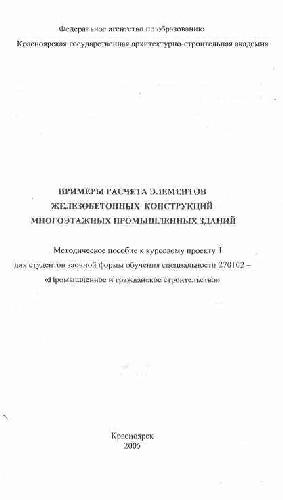 Федеральное агентство по образованию
Красноярская государственная архитектурно-строительная академия
ПРИМЕРЫ РАСЧЕТА ЭЛЕМЕНТОВ
ЖЕЛЕЗОБЕТОННЫХ КОНСТРУКЦИЙ
МНОГОЭТАЖНЫХ ПРОМЫШЛЕННЫХ ЗДАНИЙ
Методическое пособие к курсовому проекту 1
для студентов заочной формы обучения специальности 270102 –
«Промышленное и гражданское строительство»
Красноярск
2005